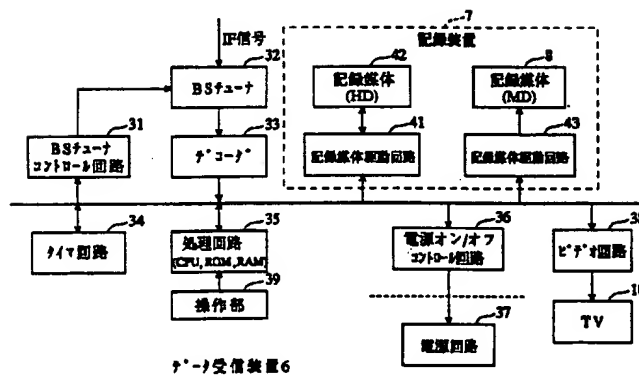 7
IF信号
記録装置
32
42
8
BSチューナ
記録媒体
(HD)
記録媒体
(MD)
31
33
41
43
BSチューナ
コントロール回路
デコーダ
記録媒体駆動回路
記録媒体駆動回路
34
35
36
38
タイマ回路
処理回路
(CPU, ROM, RAM)
電源オン/オフ
コントロール回路
ビデオ回路
39
操作部
37
TV
電源回路
データ受信装置6